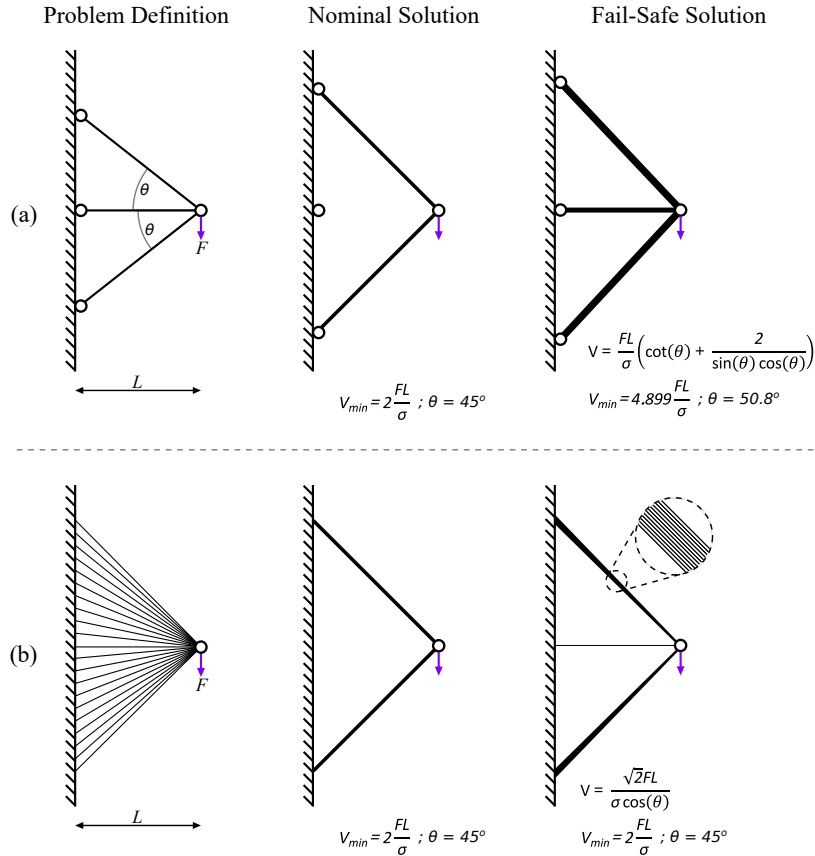 Problem Definition Nominal Solution Fail-Safe Solution
(a)
θ
θ
F
L
V_min = 2 FL/σ ; θ = 45°
V = FL/σ (cot(θ) + 2/(sin(θ) cos(θ)))
V_min = 4.899 FL/σ ; θ = 50.8°
(b)
F
L
V_min = 2 FL/σ ; θ = 45°
V = √2FL/(σ cos(θ))
V_min = 2 FL/σ ; θ = 45°